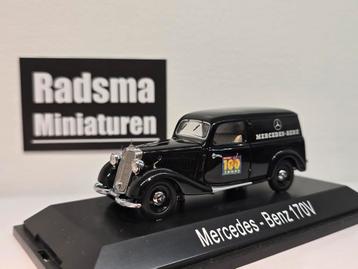 Radsma
Miniaturen
MERCEDES-BENZ
100
Mercedes - Benz 170V